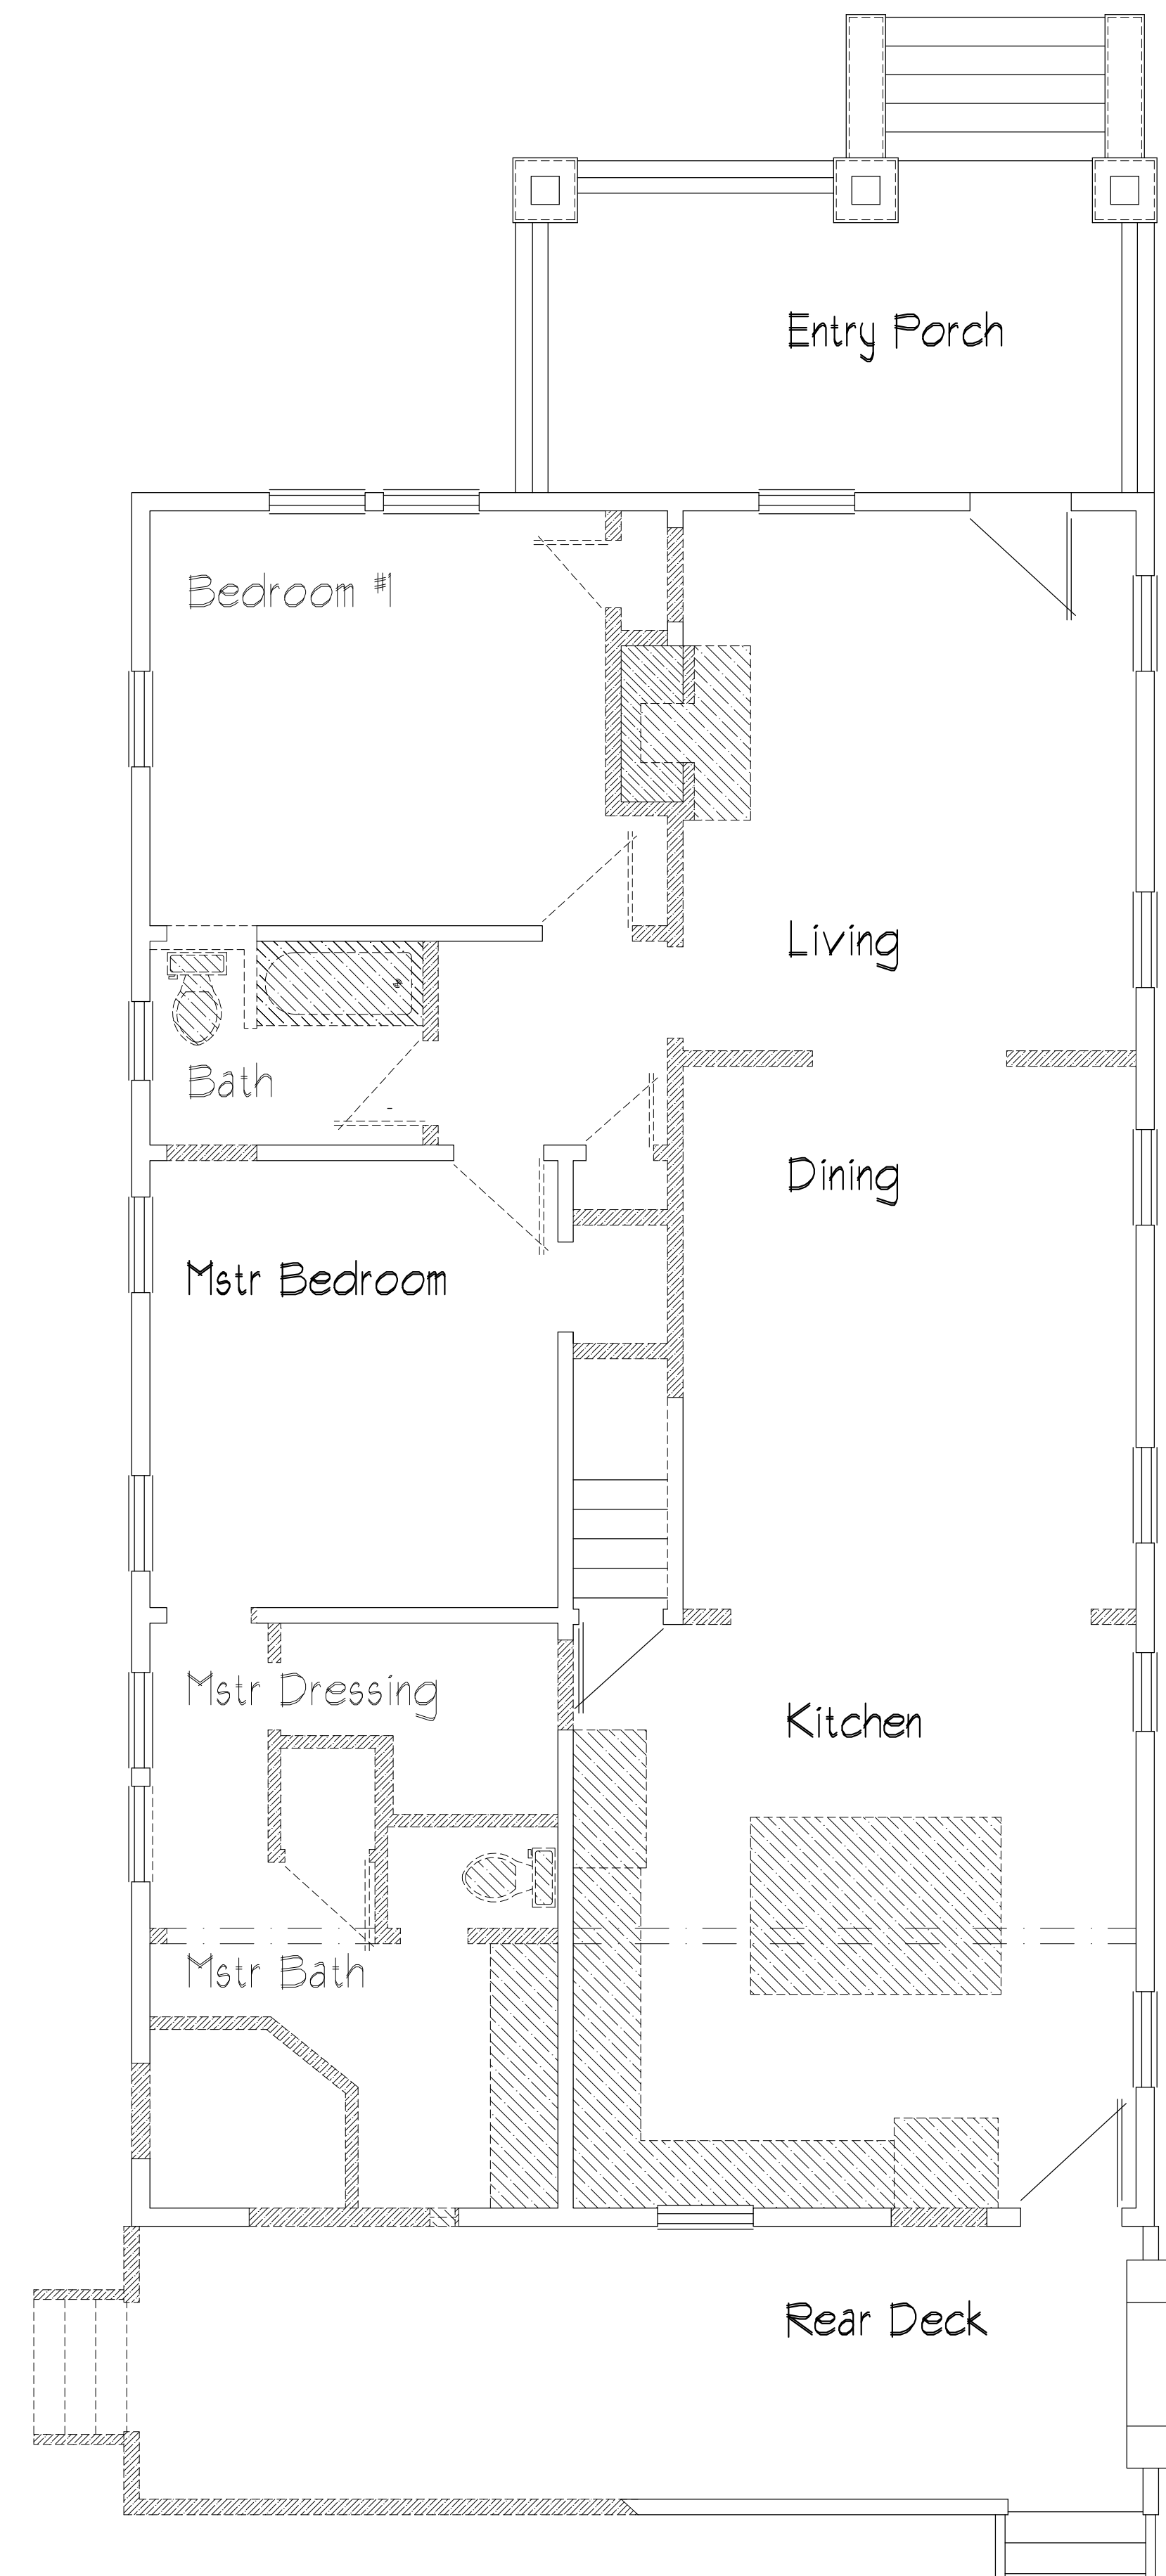 Entry Porch
Bedroom #1
Living
Bath
Dining
Mstr Bedroom
Mstr Dressing
Kitchen
Mstr Bath
Rear Deck